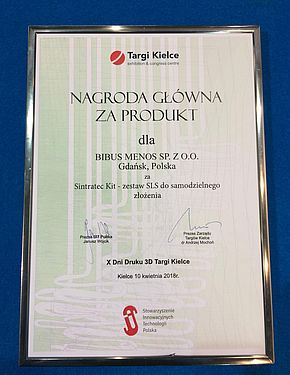 Targi Kielce
exhibition & congress centre
NAGRODA GŁÓWNA
ZA PRODUKT
dla
BIBUS MENOS SP. Z O.O.
Gdańsk, Polska
za
Sintratec Kit - zestaw SLS do samodzielnego
złożenia
Prezes IST Polska
Janusz Wójcik
Prezes Zarządu
Targów Kielce
dr Andrzej Mochoń
X Dni Druku 3D Targi Kielce
Kielce 10 kwietnia 2018r.
Stowarzyszenie
Innowacyjnych
Technologii
Polska